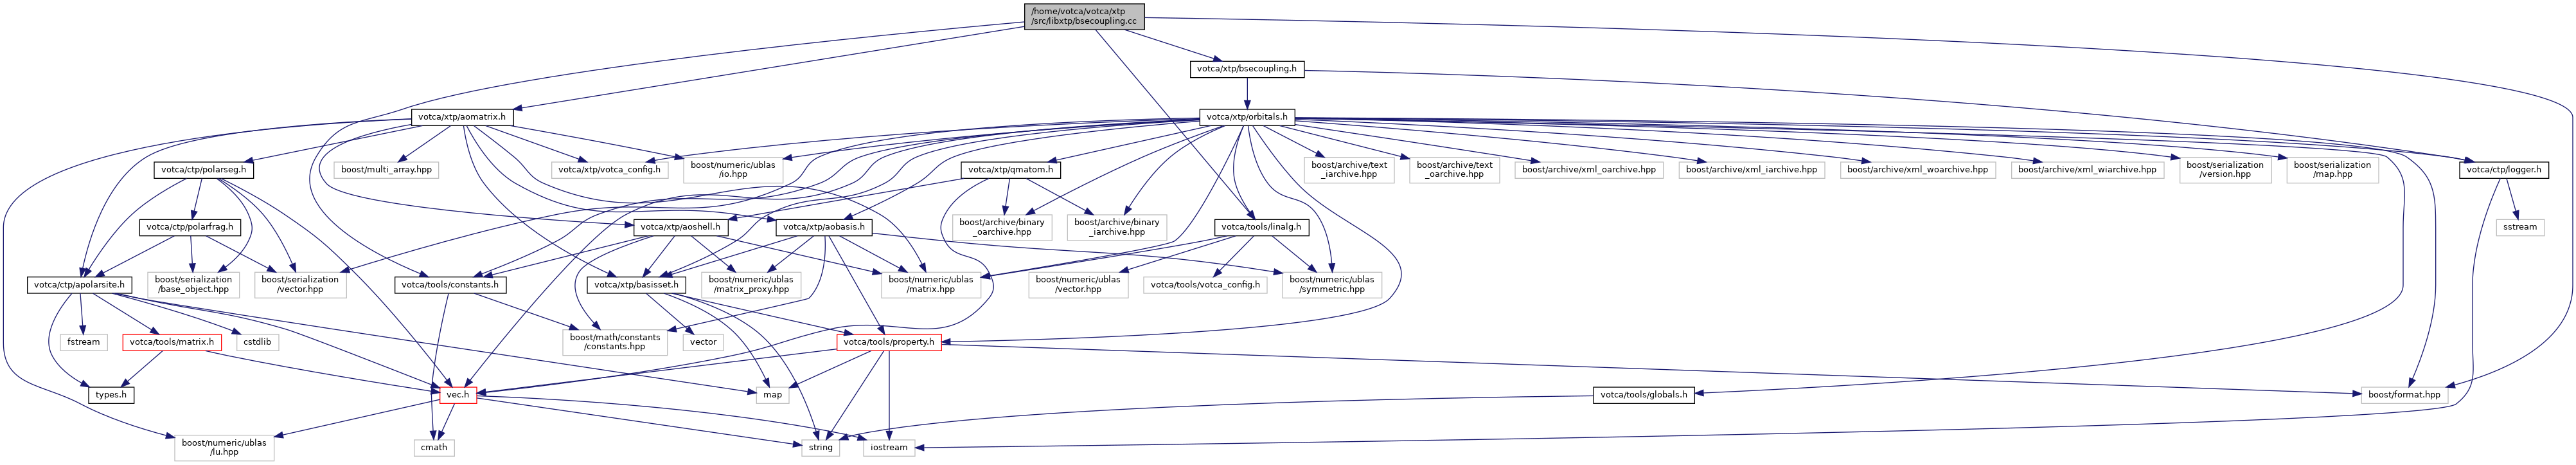 /home/votca/votca/xtp
/src/libxtp/bsecoupling.cc
votca/xtp/bsecoupling.h
votca/xtp/aomatrix.h
votca/xtp/orbitals.h
votca/ctp/polarseg.h
boost/multi_array.hpp
votca/xtp/votca_config.h
boost/numeric/ublas
/io.hpp
votca/xtp/qmatom.h
boost/archive/text
_iarchive.hpp
boost/archive/text
_oarchive.hpp
boost/archive/xml_oarchive.hpp
boost/archive/xml_iarchive.hpp
boost/archive/xml_woarchive.hpp
boost/archive/xml_wiarchive.hpp
boost/serialization
/version.hpp
boost/serialization
/map.hpp
votca/ctp/logger.h
votca/ctp/polarfrag.h
votca/xtp/aoshell.h
votca/xtp/aobasis.h
boost/archive/binary
_oarchive.hpp
boost/archive/binary
_iarchive.hpp
votca/tools/linalg.h
sstream
votca/ctp/apolarsite.h
boost/serialization
/base_object.hpp
boost/serialization
/vector.hpp
votca/tools/constants.h
votca/xtp/basisset.h
boost/numeric/ublas
/matrix_proxy.hpp
boost/numeric/ublas
/matrix.hpp
boost/numeric/ublas
/vector.hpp
votca/tools/votca_config.h
boost/numeric/ublas
/symmetric.hpp
fstream
votca/tools/matrix.h
cstdlib
boost/math/constants
/constants.hpp
vector
votca/tools/property.h
types.h
vec.h
map
votca/tools/globals.h
boost/format.hpp
boost/numeric/ublas
/lu.hpp
cmath
string
iostream